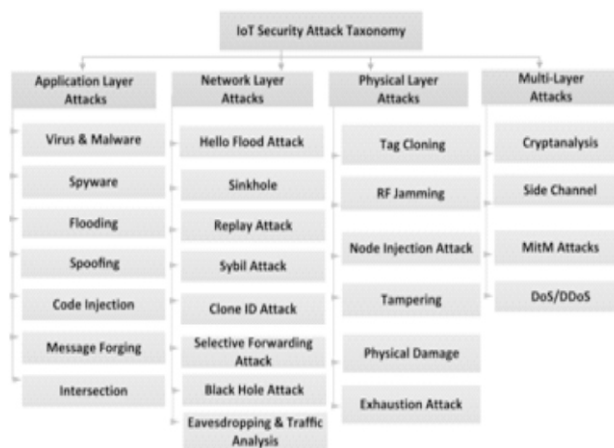 IoT Security Attack Taxonomy
Application Layer
Attacks
Virus & Malware
Spyware
Flooding
Spoofing
Code Injection
Message Forging
Intersection
Network Layer
Attacks
Hello Flood Attack
Sinkhole
Replay Attack
Sybil Attack
Clone ID Attack
Selective Forwarding
Attack
Black Hole Attack
Eavesdropping & Traffic
Analysis
Physical Layer
Attacks
Tag Cloning
RF Jamming
Node Injection Attack
Tampering
Physical Damage
Exhaustion Attack
Multi-Layer
Attacks
Cryptanalysis
Side Channel
MitM Attacks
DoS/DDoS